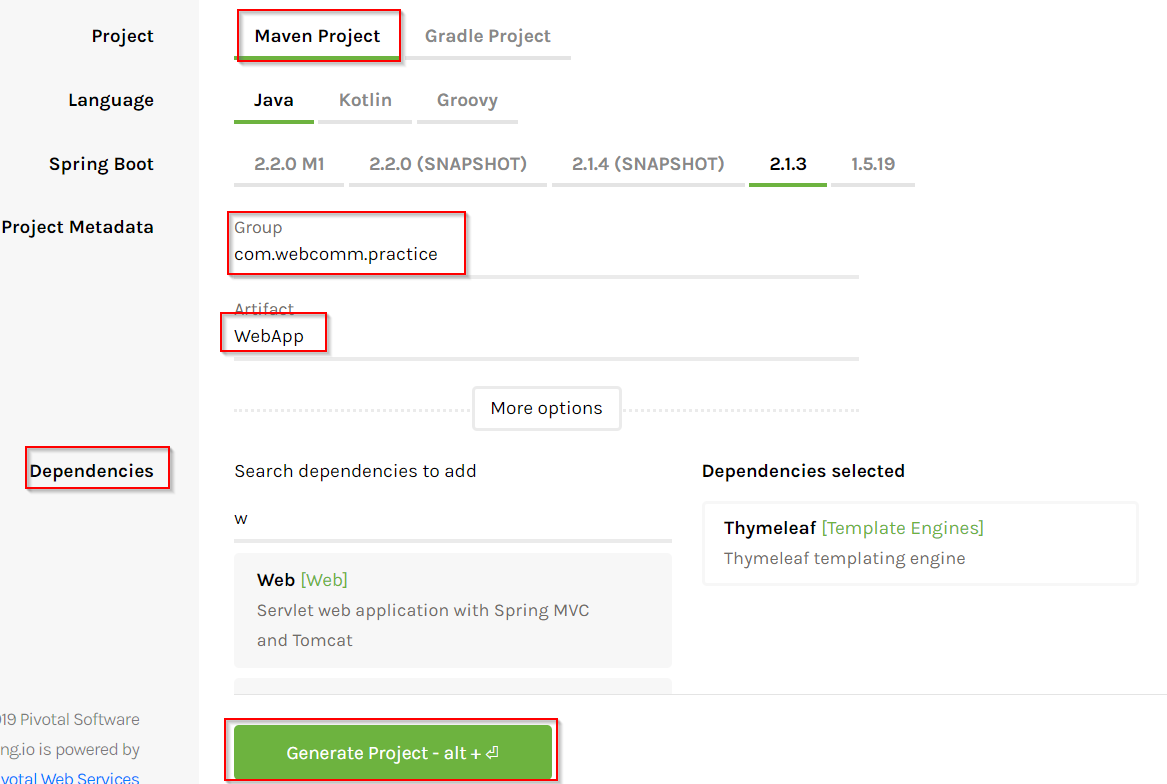 Project
Maven Project Gradle Project
Language
Java Kotlin Groovy
Spring Boot
2.2.0 M1 2.2.0 (SNAPSHOT) 2.1.4 (SNAPSHOT) 2.1.3 1.5.19
Project Metadata
Group
com.webcomm.practice
Artifact
WebApp
More options
Dependencies
Search dependencies to add
w
Web [Web]
Servlet web application with Spring MVC
and Tomcat
Dependencies selected
Thymeleaf [Template Engines]
Thymeleaf templating engine
19 Pivotal Software
ng.io is powered by
votal Web Services
Generate Project - alt + ⏎